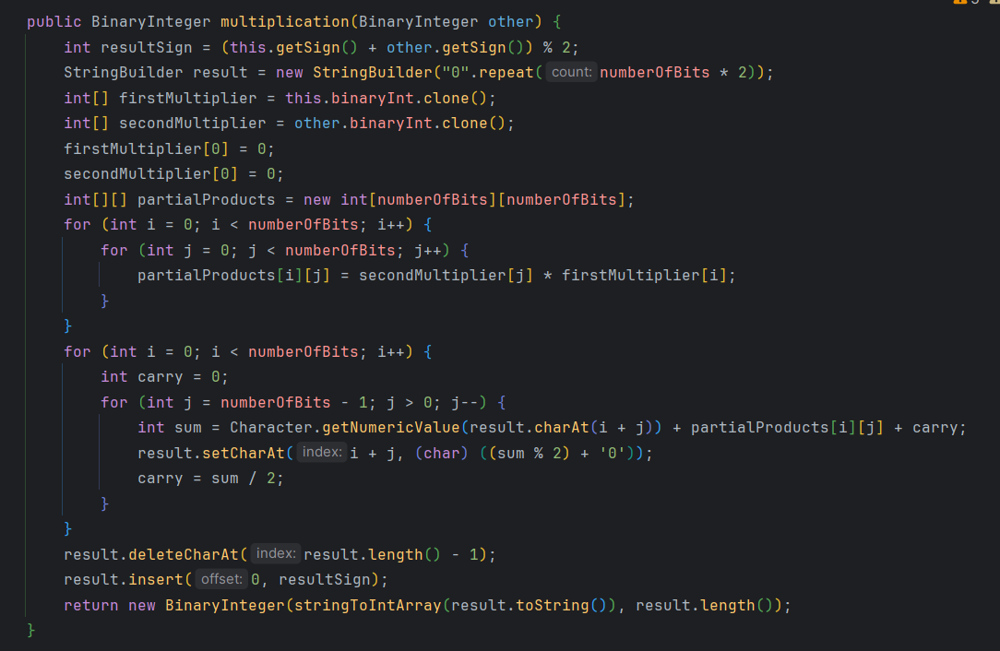 public BinaryInteger multiplication(BinaryInteger other) {
    int resultSign = (this.getSign() + other.getSign()) % 2;
    StringBuilder result = new StringBuilder("0".repeat( count: numberOfBits * 2));
    int[] firstMultiplier = this.binaryInt.clone();
    int[] secondMultiplier = other.binaryInt.clone();
    firstMultiplier[0] = 0;
    secondMultiplier[0] = 0;
    int[][] partialProducts = new int[numberOfBits][numberOfBits];
    for (int i = 0; i < numberOfBits; i++) {
        for (int j = 0; j < numberOfBits; j++) {
            partialProducts[i][j] = secondMultiplier[j] * firstMultiplier[i];
        }
    }
    for (int i = 0; i < numberOfBits; i++) {
        int carry = 0;
        for (int j = numberOfBits - 1; j > 0; j--) {
            int sum = Character.getNumericValue(result.charAt(i + j)) + partialProducts[i][j] + carry;
            result.setCharAt( index: i + j, (char) ((sum % 2) + '0'));
            carry = sum / 2;
        }
    }
    result.deleteCharAt( index: result.length() - 1);
    result.insert( offset: 0, resultSign);
    return new BinaryInteger(stringToIntArray(result.toString()), result.length());
}